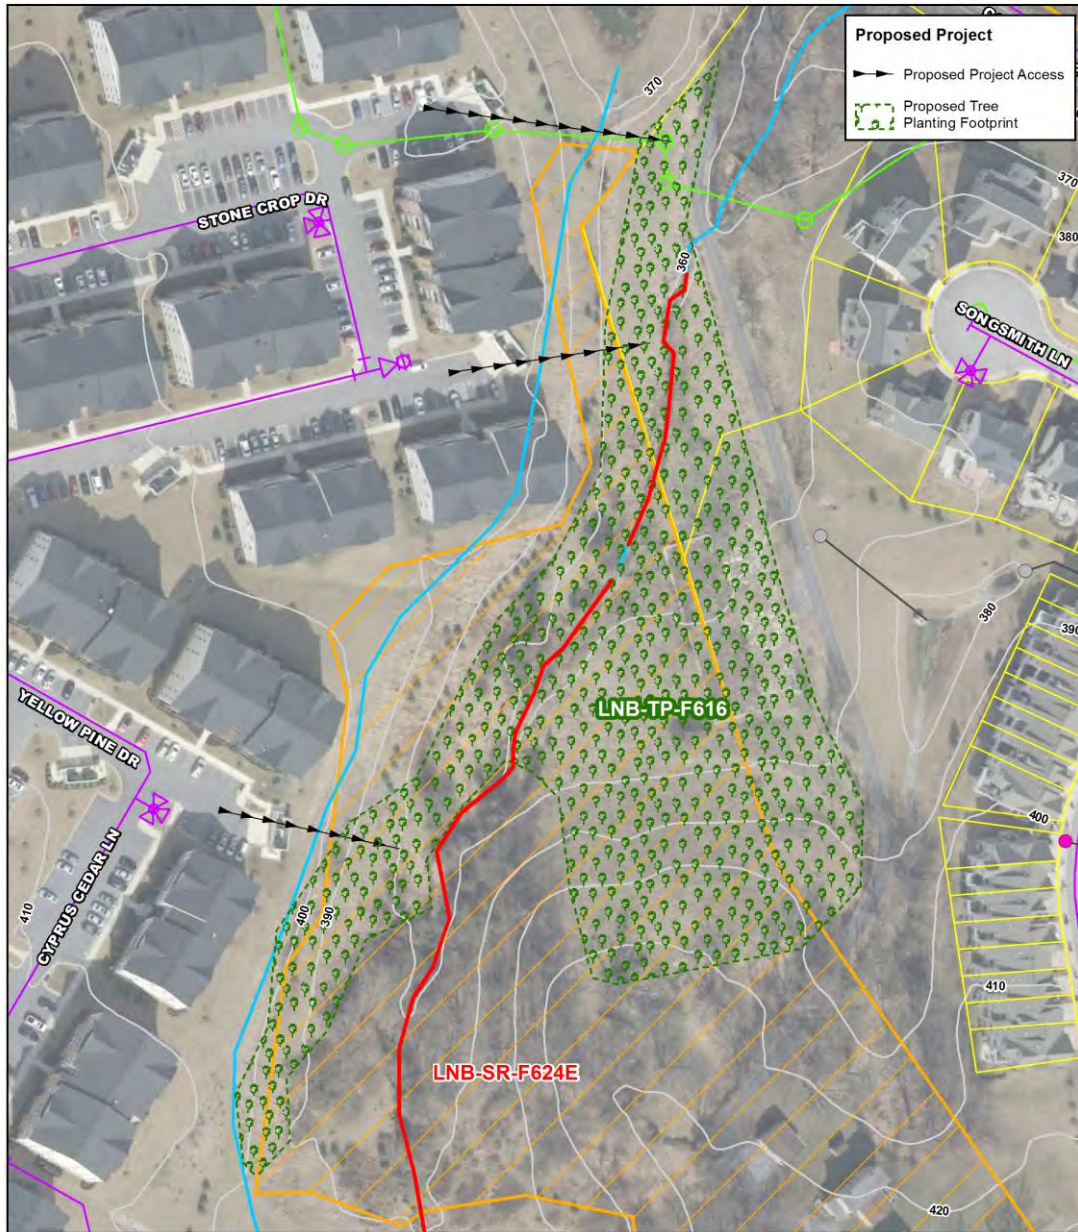 Proposed Project
Proposed Project Access
Proposed Tree
Planting Footprint
370
370
380
STONE CROP DR
360
SONGSMITH LN
380
390
LNB-TP-F616
YELLOW PINE DR
400
CYPRUS CEDAR LN
410
400
390
410
LNB-SR-F624E
420